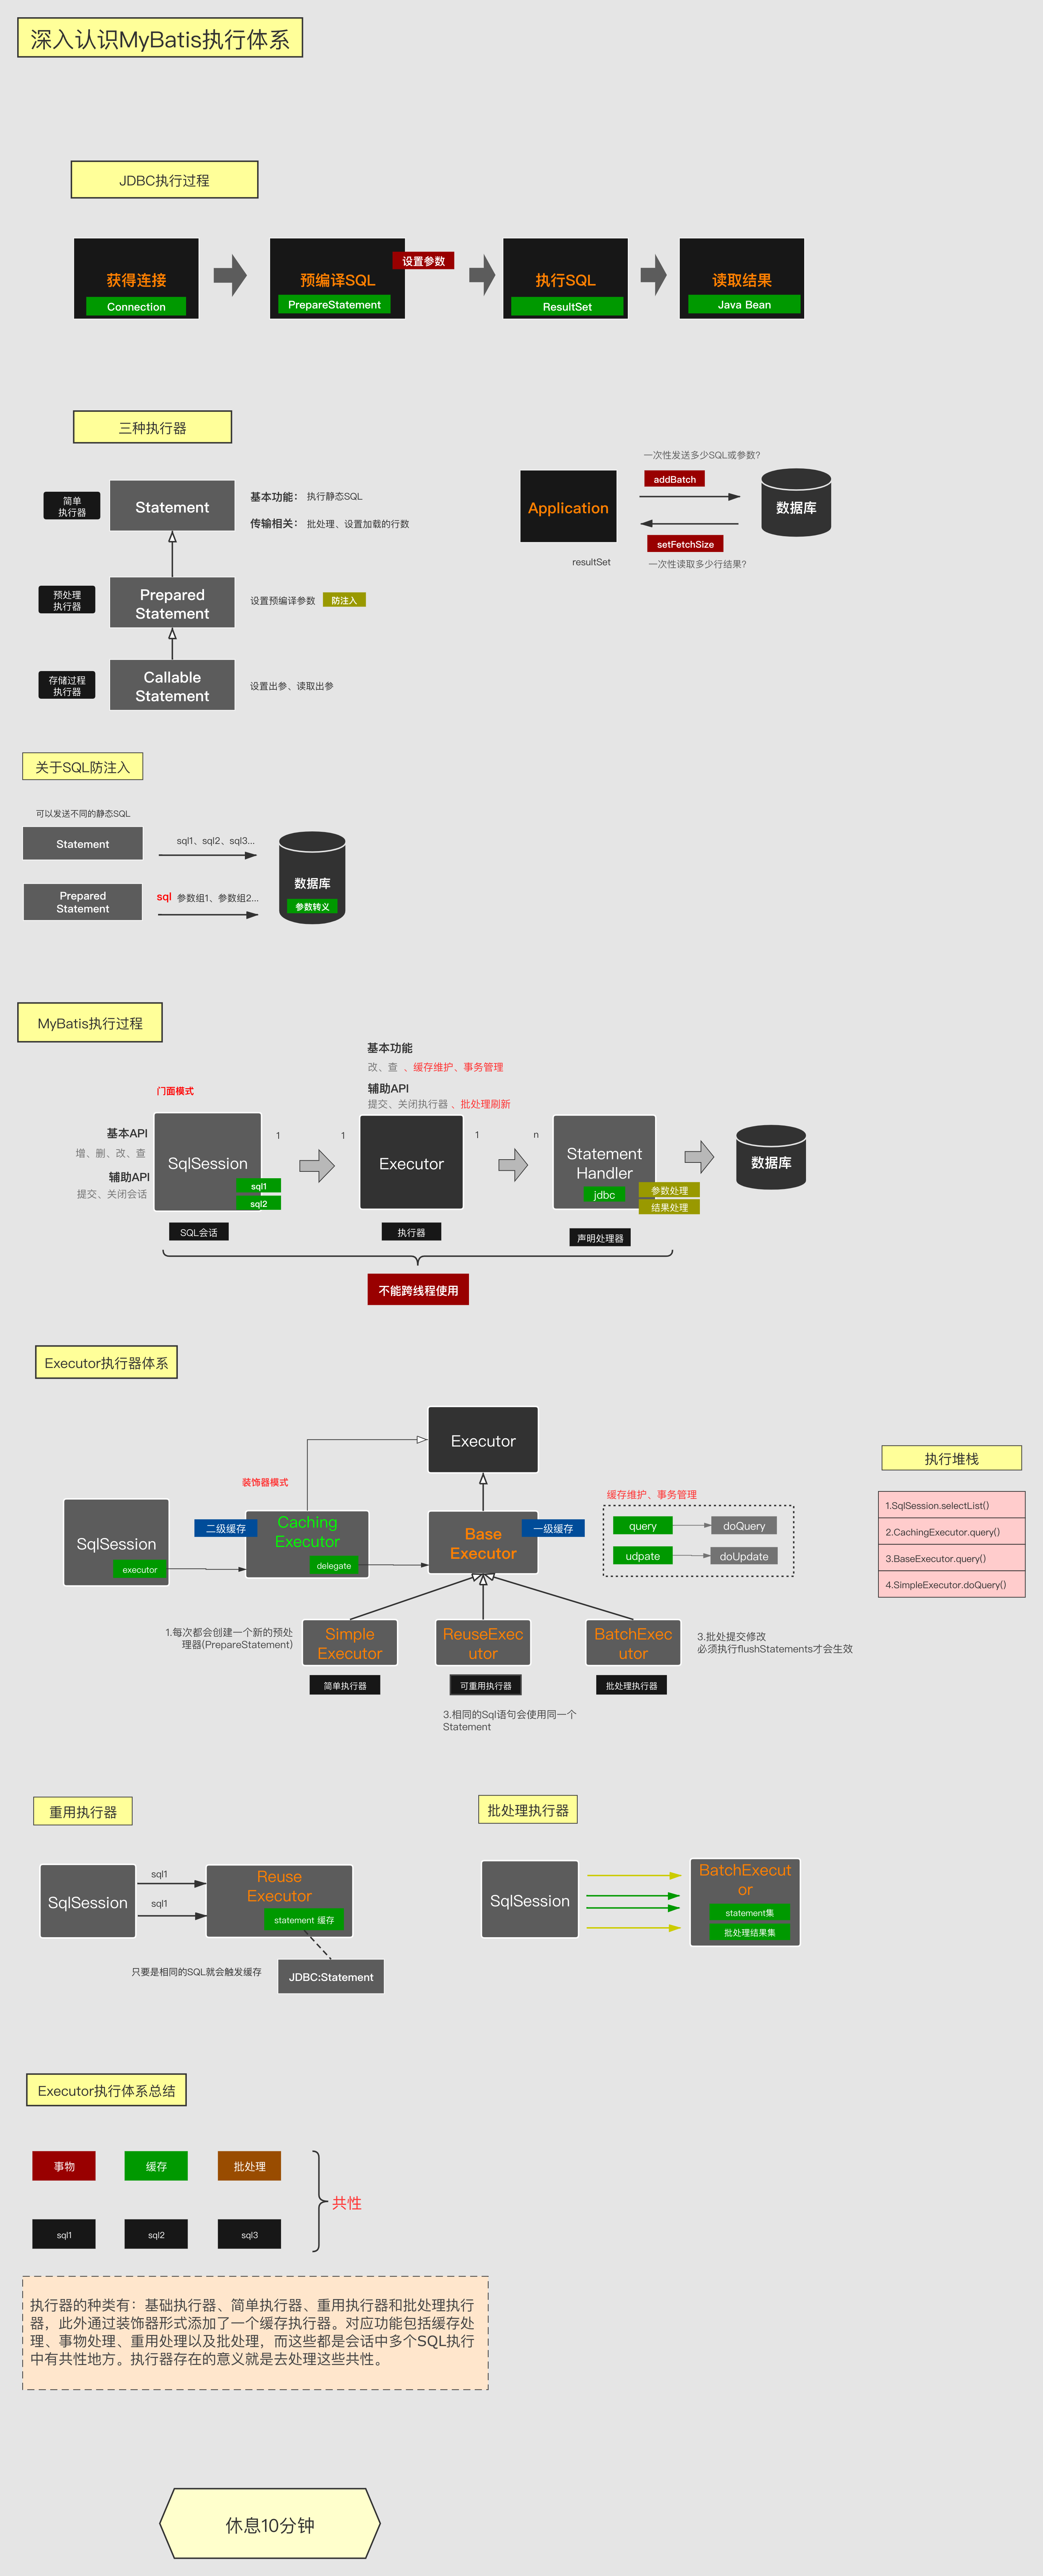 深入认识MyBatis执行体系
JDBC执行过程
获得连接
Connection
预编译SQL
PrepareStatement
设置参数
执行SQL
ResultSet
读取结果
Java Bean
三种执行器
简单
执行器
Statement
基本功能： 执行静态SQL
传输相关： 批处理、设置加载的行数
预处理
执行器
Prepared
Statement
设置预编译参数
防注入
存储过程
执行器
Callable
Statement
设置出参、读取出参
Application
resultSet
一次性发送多少SQL或参数?
addBatch
setFetchSize
一次性读取多少行结果?
数据库
关于SQL防注入
可以发送不同的静态SQL
Statement
sql1、sql2、sql3...
Prepared
Statement
sql 参数组1、参数组2...
数据库
参数转义
MyBatis执行过程
门面模式
基本API
增、删、改、查
辅助API
提交、关闭会话
SqlSession
sql1
sql2
SQL会话
1
1
基本功能
改、查 、缓存维护、事务管理
辅助API
提交、关闭执行器 、批处理刷新
Executor
执行器
1
n
Statement
Handler
jdbc
参数处理
结果处理
声明处理器
数据库
不能跨线程使用
Executor执行器体系
Executor
装饰器模式
SqlSession
executor
二级缓存
Caching
Executor
delegate
Base
Executor
一级缓存
缓存维护、事务管理
query
doQuery
udpate
doUpdate
执行堆栈
1.SqlSession.selectList()
2.CachingExecutor.query()
3.BaseExecutor.query()
4.SimpleExecutor.doQuery()
1.每次都会创建一个新的预处
理器(PrepareStatement)
Simple
Executor
简单执行器
ReuseExec
utor
可重用执行器
3.相同的Sql语句会使用同一个
Statement
BatchExec
utor
批处理执行器
3.批处提交修改
必须执行flushStatements才会生效
重用执行器
SqlSession
sql1
sql1
Reuse
Executor
statement 缓存
只要是相同的SQL就会触发缓存
JDBC:Statement
批处理执行器
SqlSession
BatchExecut
or
statement集
批处理结果集
Executor执行体系总结
事物
缓存
批处理
sql1
sql2
sql3
共性
执行器的种类有：基础执行器、简单执行器、重用执行器和批处理执行
器，此外通过装饰器形式添加了一个缓存执行器。对应功能包括缓存处
理、事物处理、重用处理以及批处理，而这些都是会话中多个SQL执行
中有共性地方。执行器存在的意义就是去处理这些共性。
休息10分钟